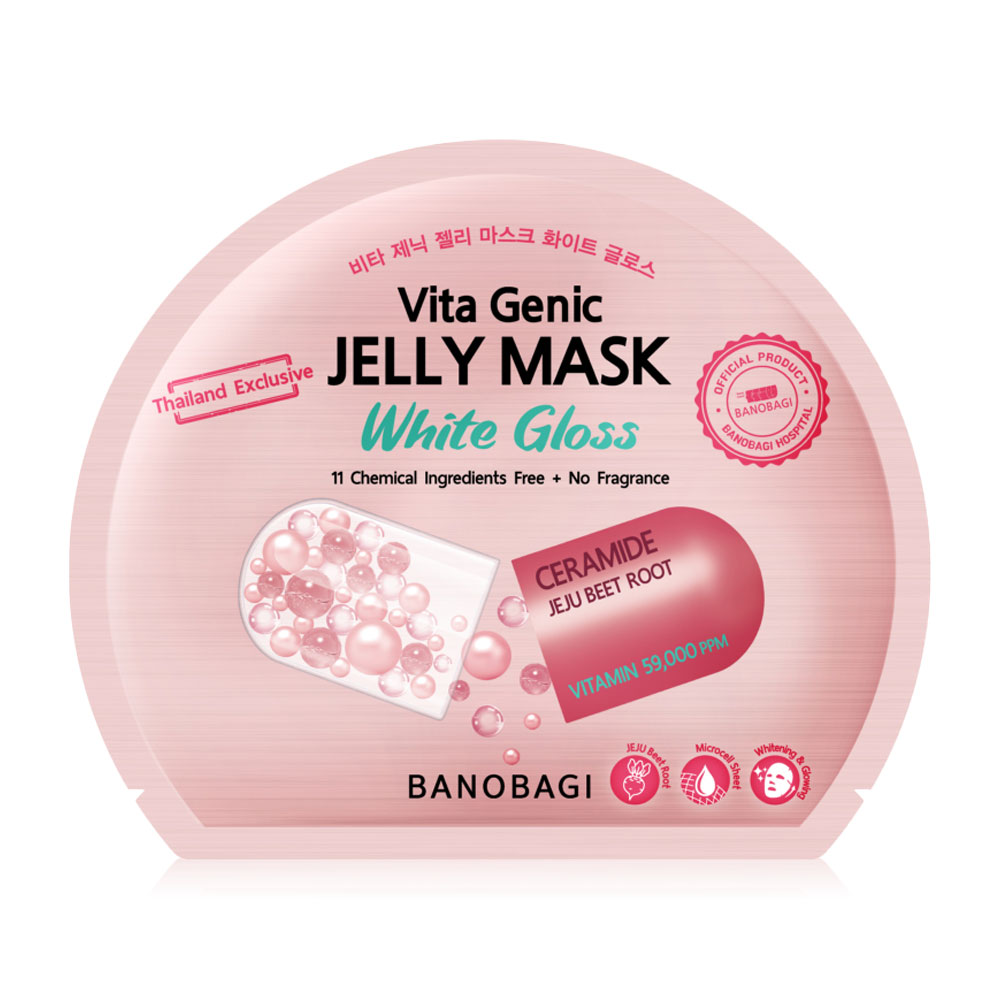 비타 제닉 젤리 마스크 화이트 글로스
Vita Genic
JELLY MASK
White Gloss
Thailand Exclusive
OFFICIAL PRODUCT
BANOBAGI
BANOBAGI HOSPITAL
11 Chemical Ingredients Free + No Fragrance
CERAMIDE
JEJU BEET ROOT
VITAMIN 59,000 PPM
JEJU Beet Root
Microcell Sheet
Whitening & Glowing
BANOBAGI